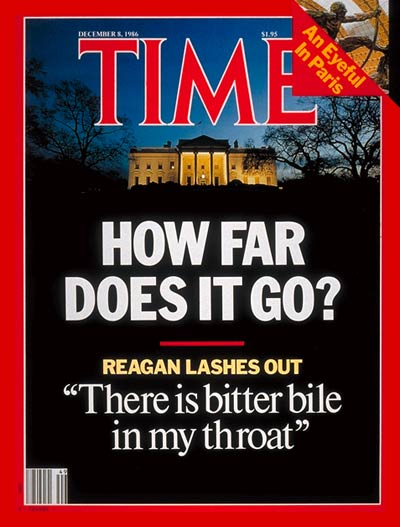 DECEMBER 8, 1986 $1.95
TIME
An Eyeful
In Paris
HOW FAR
DOES IT GO?
REAGAN LASHES OUT
“There is bitter bile
in my throat”
49